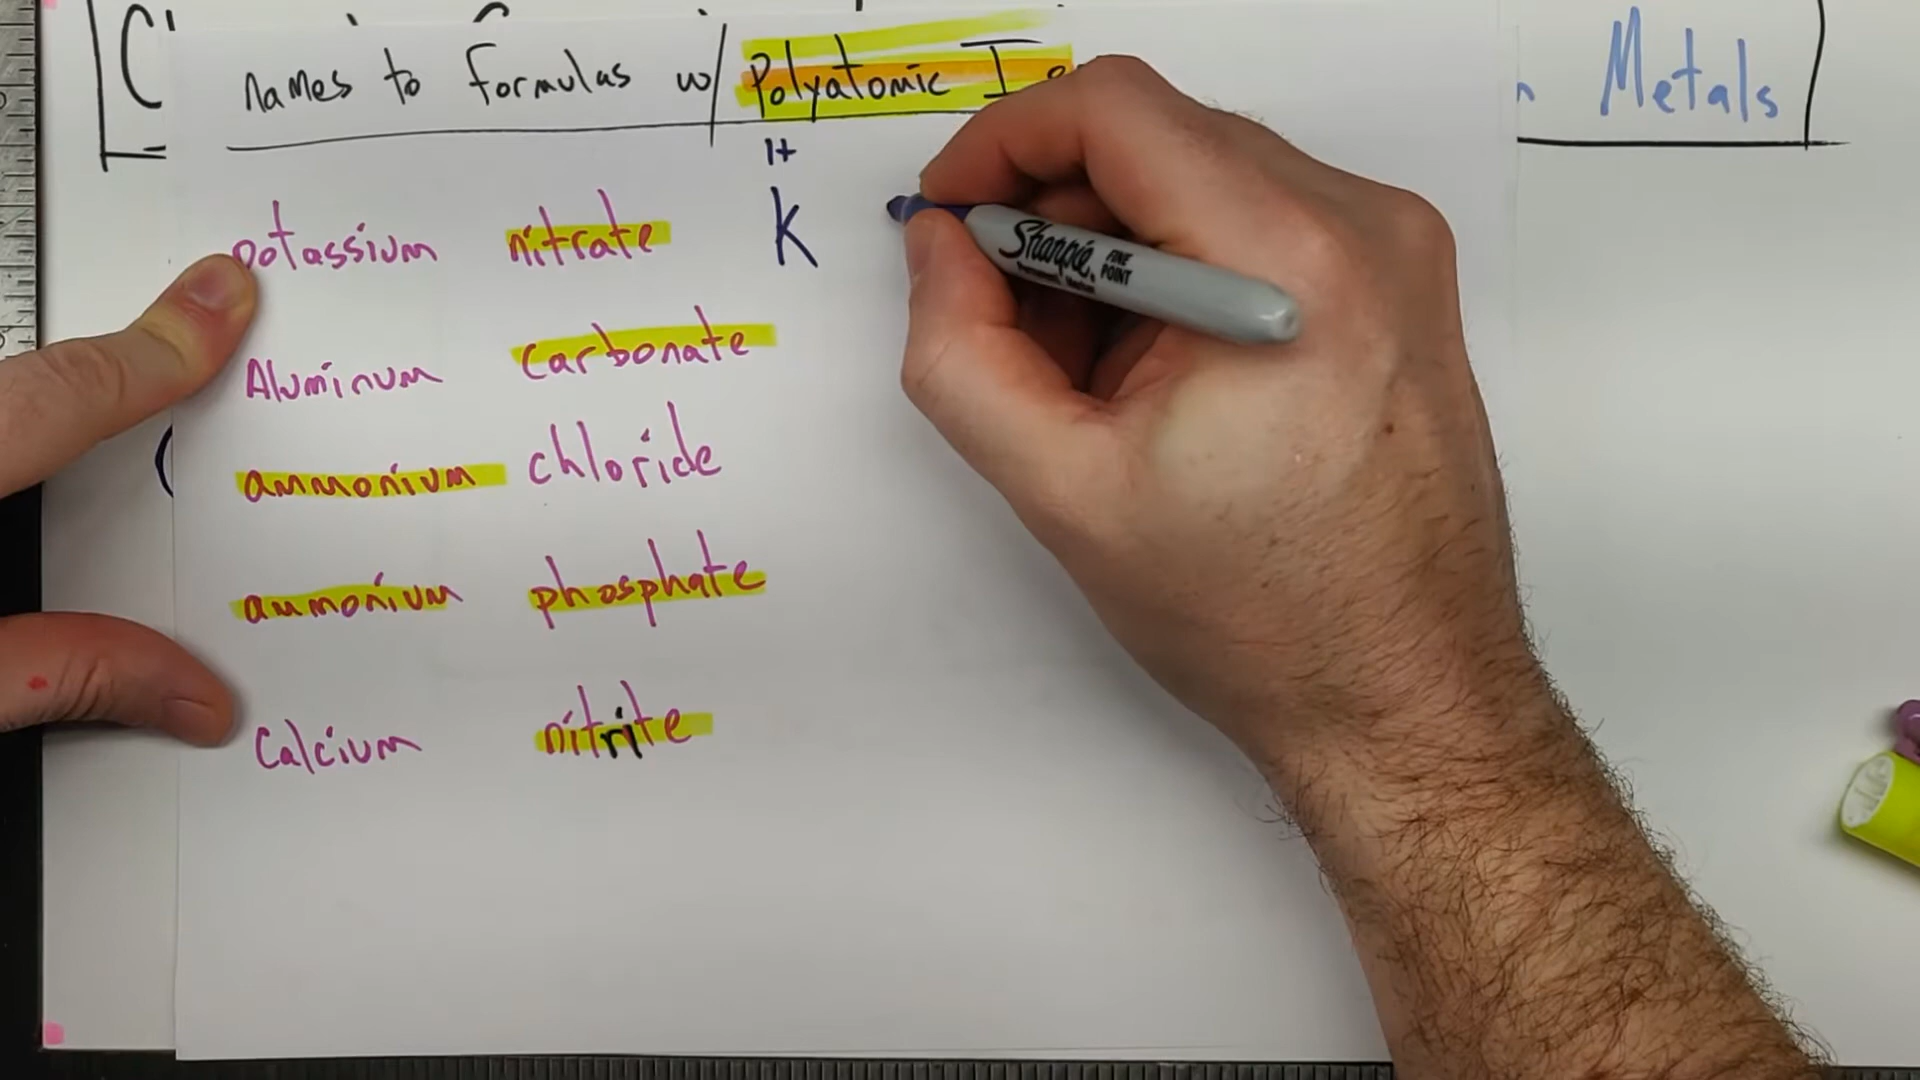 names to formulas w/ Polyatomic
Metals
1+
potassium nitrate K
Sharpie. FINE POINT
Aluminum carbonate
ammonium chloride
ammonium phosphate
Calcium nitrite